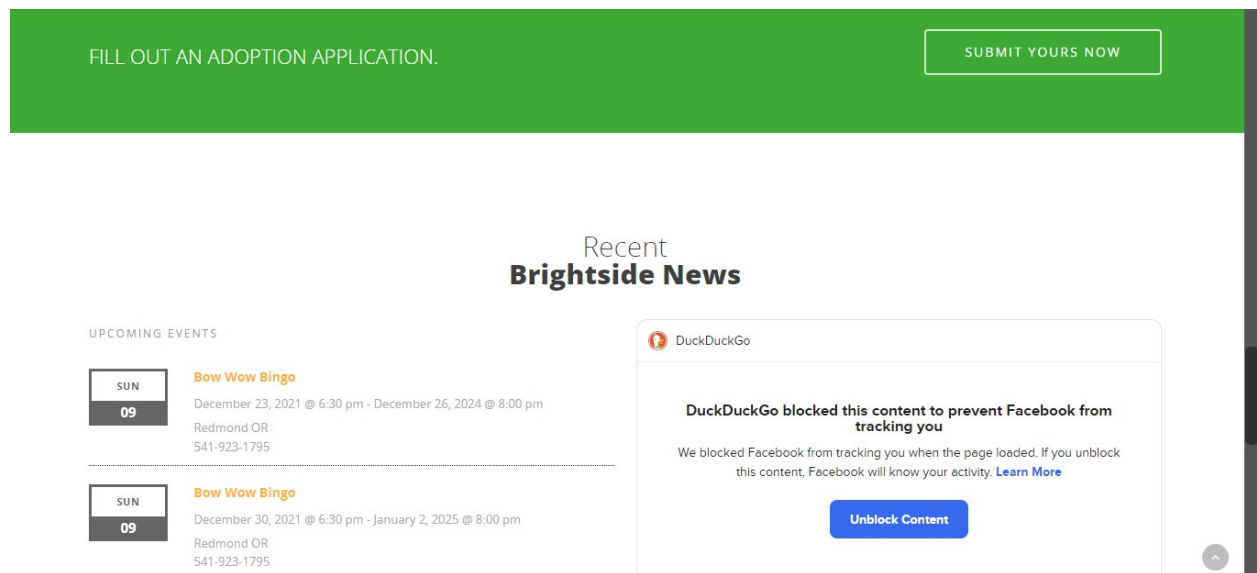 FILL OUT AN ADOPTION APPLICATION.
SUBMIT YOURS NOW
Recent
Brightside News
UPCOMING EVENTS
SUN
09
Bow Wow Bingo
December 23, 2021 @ 6:30 pm - December 26, 2024 @ 8:00 pm
Redmond OR
541-923-1795
SUN
09
Bow Wow Bingo
December 30, 2021 @ 6:30 pm - January 2, 2025 @ 8:00 pm
Redmond OR
541-923-1795
DuckDuckGo
DuckDuckGo blocked this content to prevent Facebook from
tracking you
We blocked Facebook from tracking you when the page loaded. If you unblock
this content, Facebook will know your activity. Learn More
Unblock Content